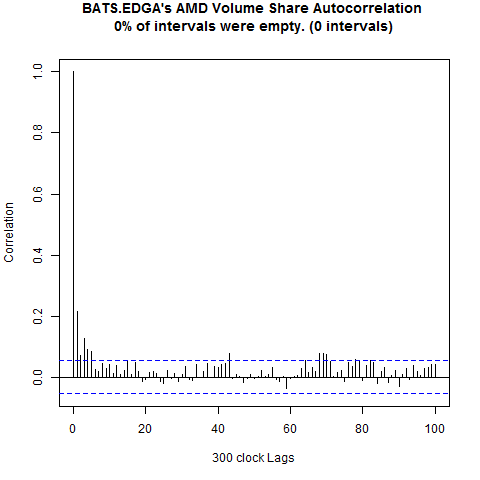 BATS.EDGA's AMD Volume Share Autocorrelation
0% of intervals were empty. (0 intervals)
1.0
0.8
0.6
0.4
0.2
0.0
Correlation
0 20 40 60 80 100
300 clock Lags